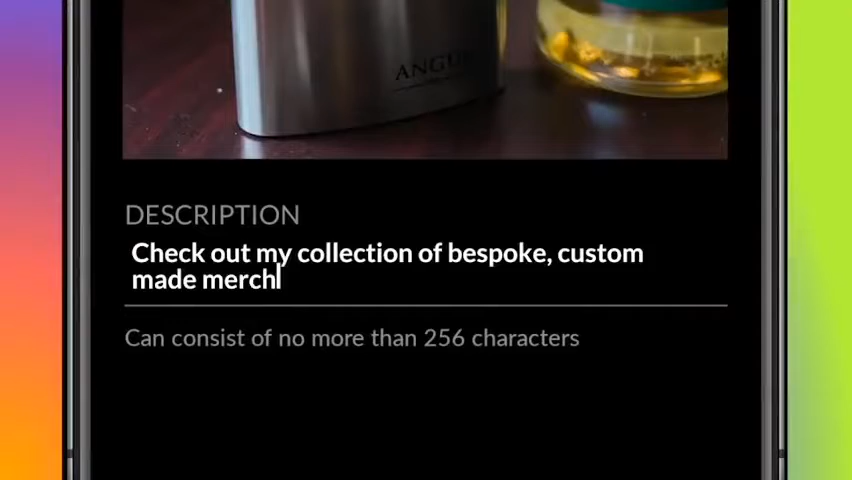 ANGU
DESCRIPTION
Check out my collection of bespoke, custom
made merch
Can consist of no more than 256 characters